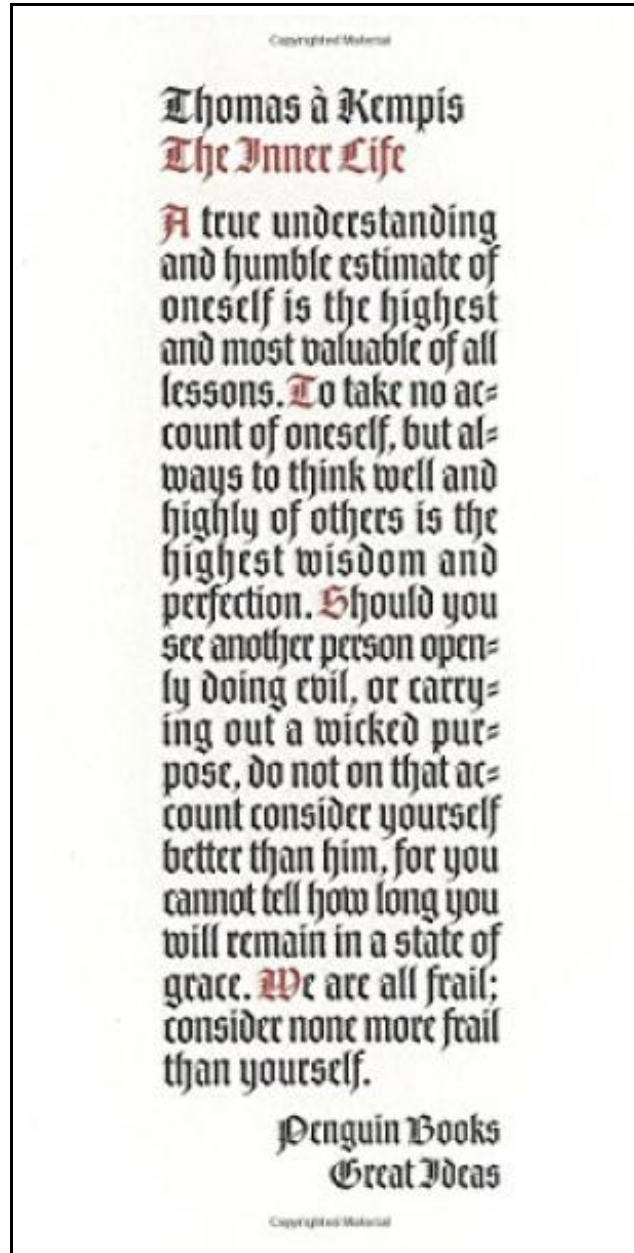 Copyrighted Material
Thomas à Kempis
The Inner Life
A true understanding
and humble estimate of
oneself is the highest
and most valuable of all
lessons. To take no ac=
count of oneself, but al=
ways to think well and
highly of others is the
highest wisdom and
perfection. Should you
see another person open=
ly doing evil, or carry=
ing out a wicked pur=
pose, do not on that ac=
count consider yourself
better than him, for you
cannot tell how long you
will remain in a state of
grace. We are all frail;
consider none more frail
than yourself.
Penguin Books
Great Ideas
Copyrighted Material